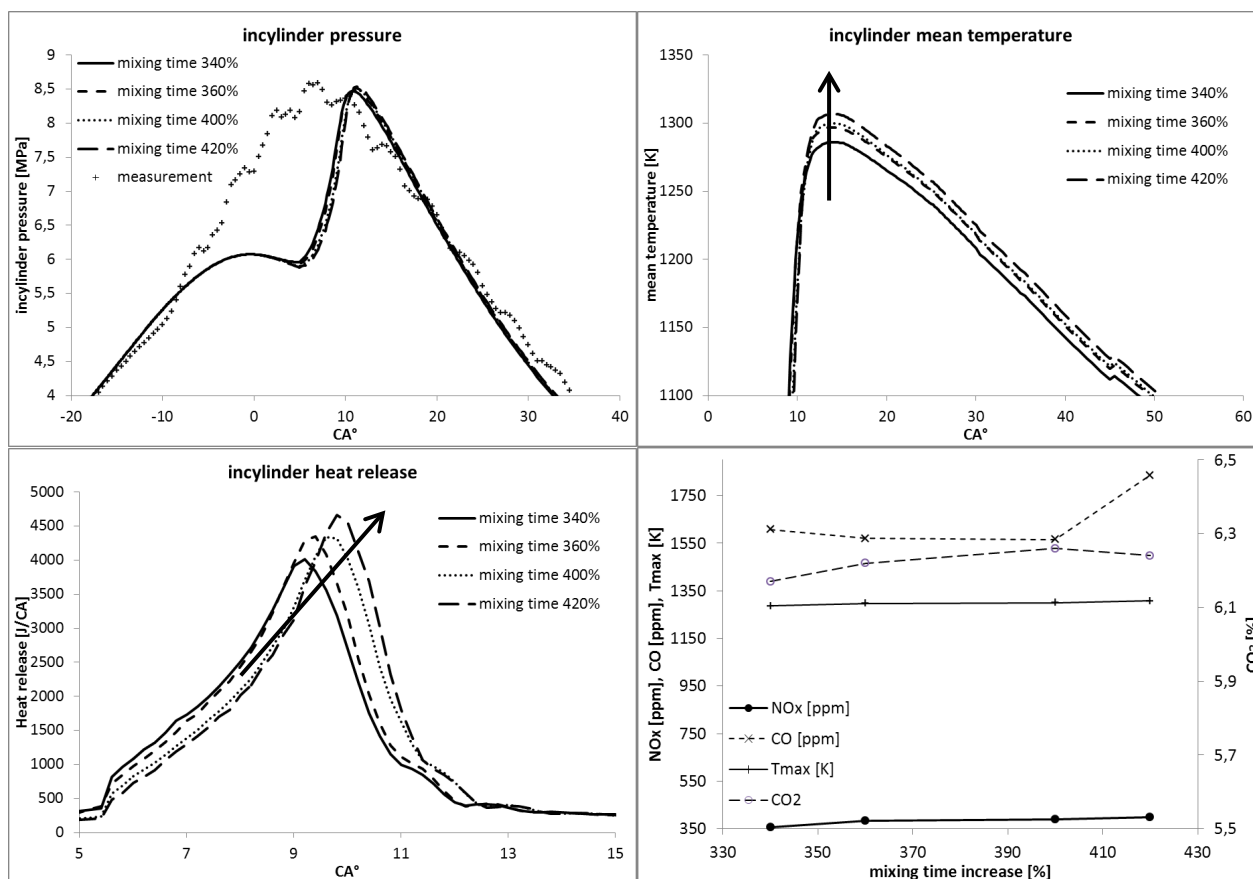 incylinder pressure
9
8,5
8
7,5
7
6,5
6
5,5
5
4,5
4
incylinder pressure [MPa]
mixing time 340%
mixing time 360%
mixing time 400%
mixing time 420%
measurement
-20 -10 0 10 20 30 40
CA°
incylinder mean temperature
1350
1300
1250
1200
1150
1100
mean temperature [K]
mixing time 340%
mixing time 360%
mixing time 400%
mixing time 420%
0 10 20 30 40 50 60
CA°
incylinder heat release
5000
4500
4000
3500
3000
2500
2000
1500
1000
500
0
Heat release [J/CA]
mixing time 340%
mixing time 360%
mixing time 400%
mixing time 420%
5 7 9 11 13 15
CA°
1750
1550
1350
1150
950
750
550
350
NOx [ppm], CO [ppm], Tmax [K]
6,5
6,3
6,1
5,9
5,7
5,5
CO₂ [%]
NOx [ppm]
CO [ppm]
Tmax [K]
CO2
330 350 370 390 410 430
mixing time increase [%]